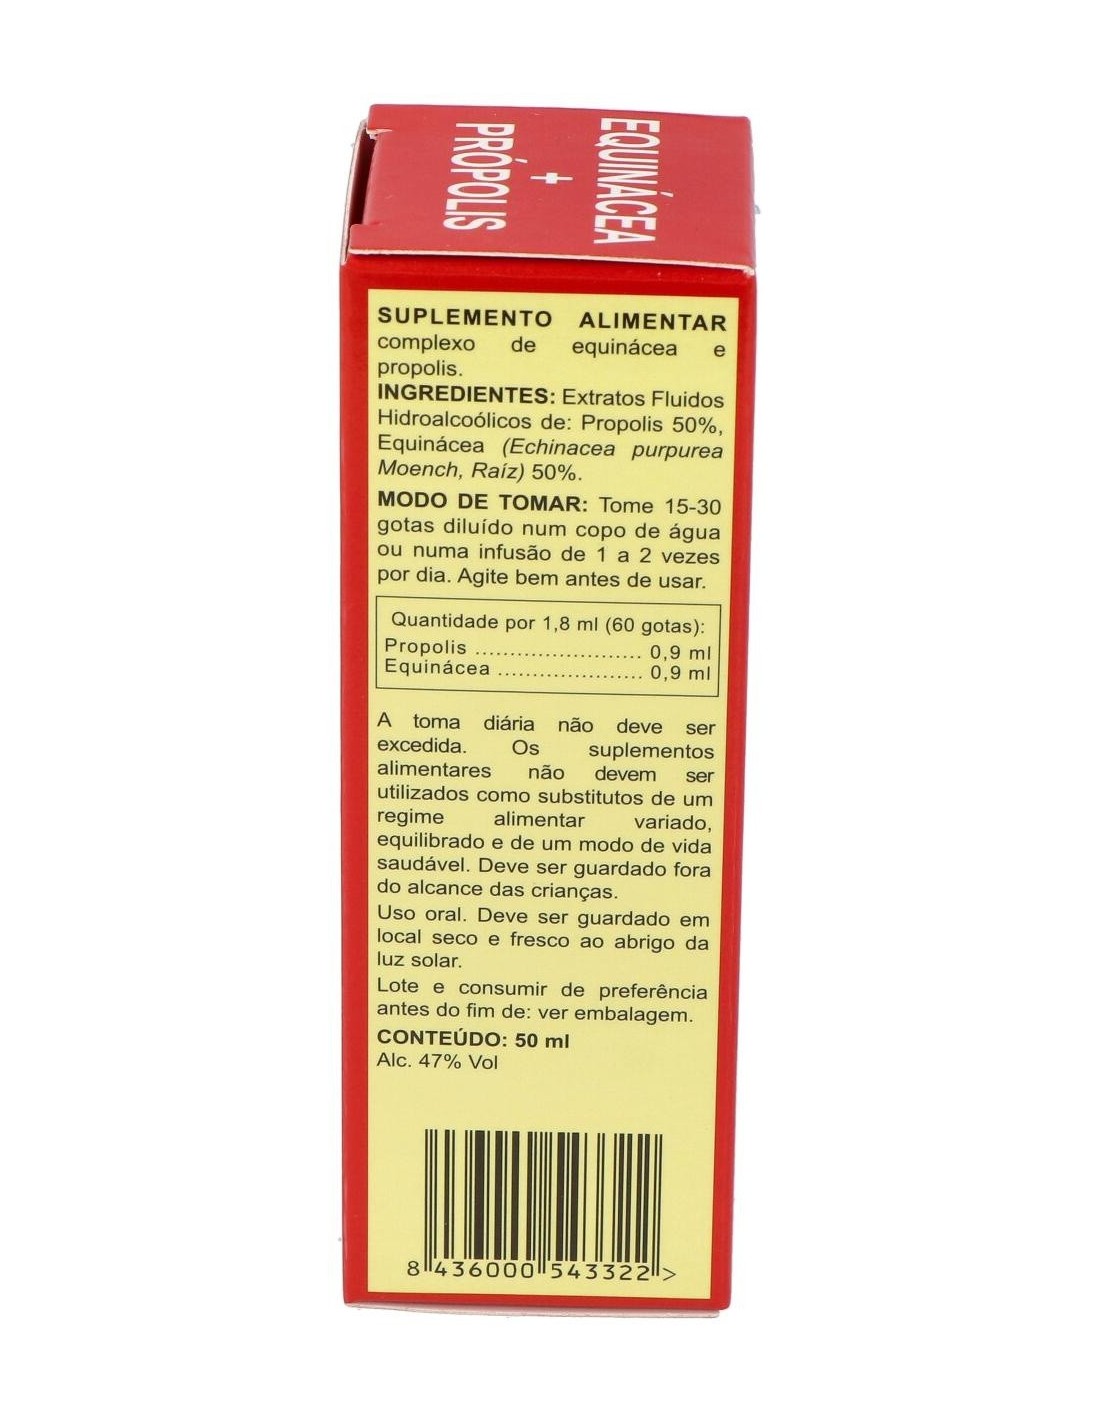 EQUINÁCEA
+
PRÓPOLIS
SUPLEMENTO ALIMENTAR
complexo de equinácea e
propolis.
INGREDIENTES: Extratos Fluidos
Hidroalcoólicos de: Propolis 50%,
Equinácea (Echinacea purpurea
Moench, Raíz) 50%.
MODO DE TOMAR: Tome 15-30
gotas diluído num copo de água
ou numa infusão de 1 a 2 vezes
por dia. Agite bem antes de usar.
Quantidade por 1,8 ml (60 gotas):
Propolis ........................ 0,9 ml
Equinácea ..................... 0,9 ml
A toma diária não deve ser
excedida. Os suplementos
alimentares não devem ser
utilizados como substitutos de um
regime alimentar variado,
equilibrado e de um modo de vida
saudável. Deve ser guardado fora
do alcance das crianças.
Uso oral. Deve ser guardado em
local seco e fresco ao abrigo da
luz solar.
Lote e consumir de preferência
antes do fim de: ver embalagem.
CONTEÚDO: 50 ml
Alc. 47% Vol
8 436000 543322 >